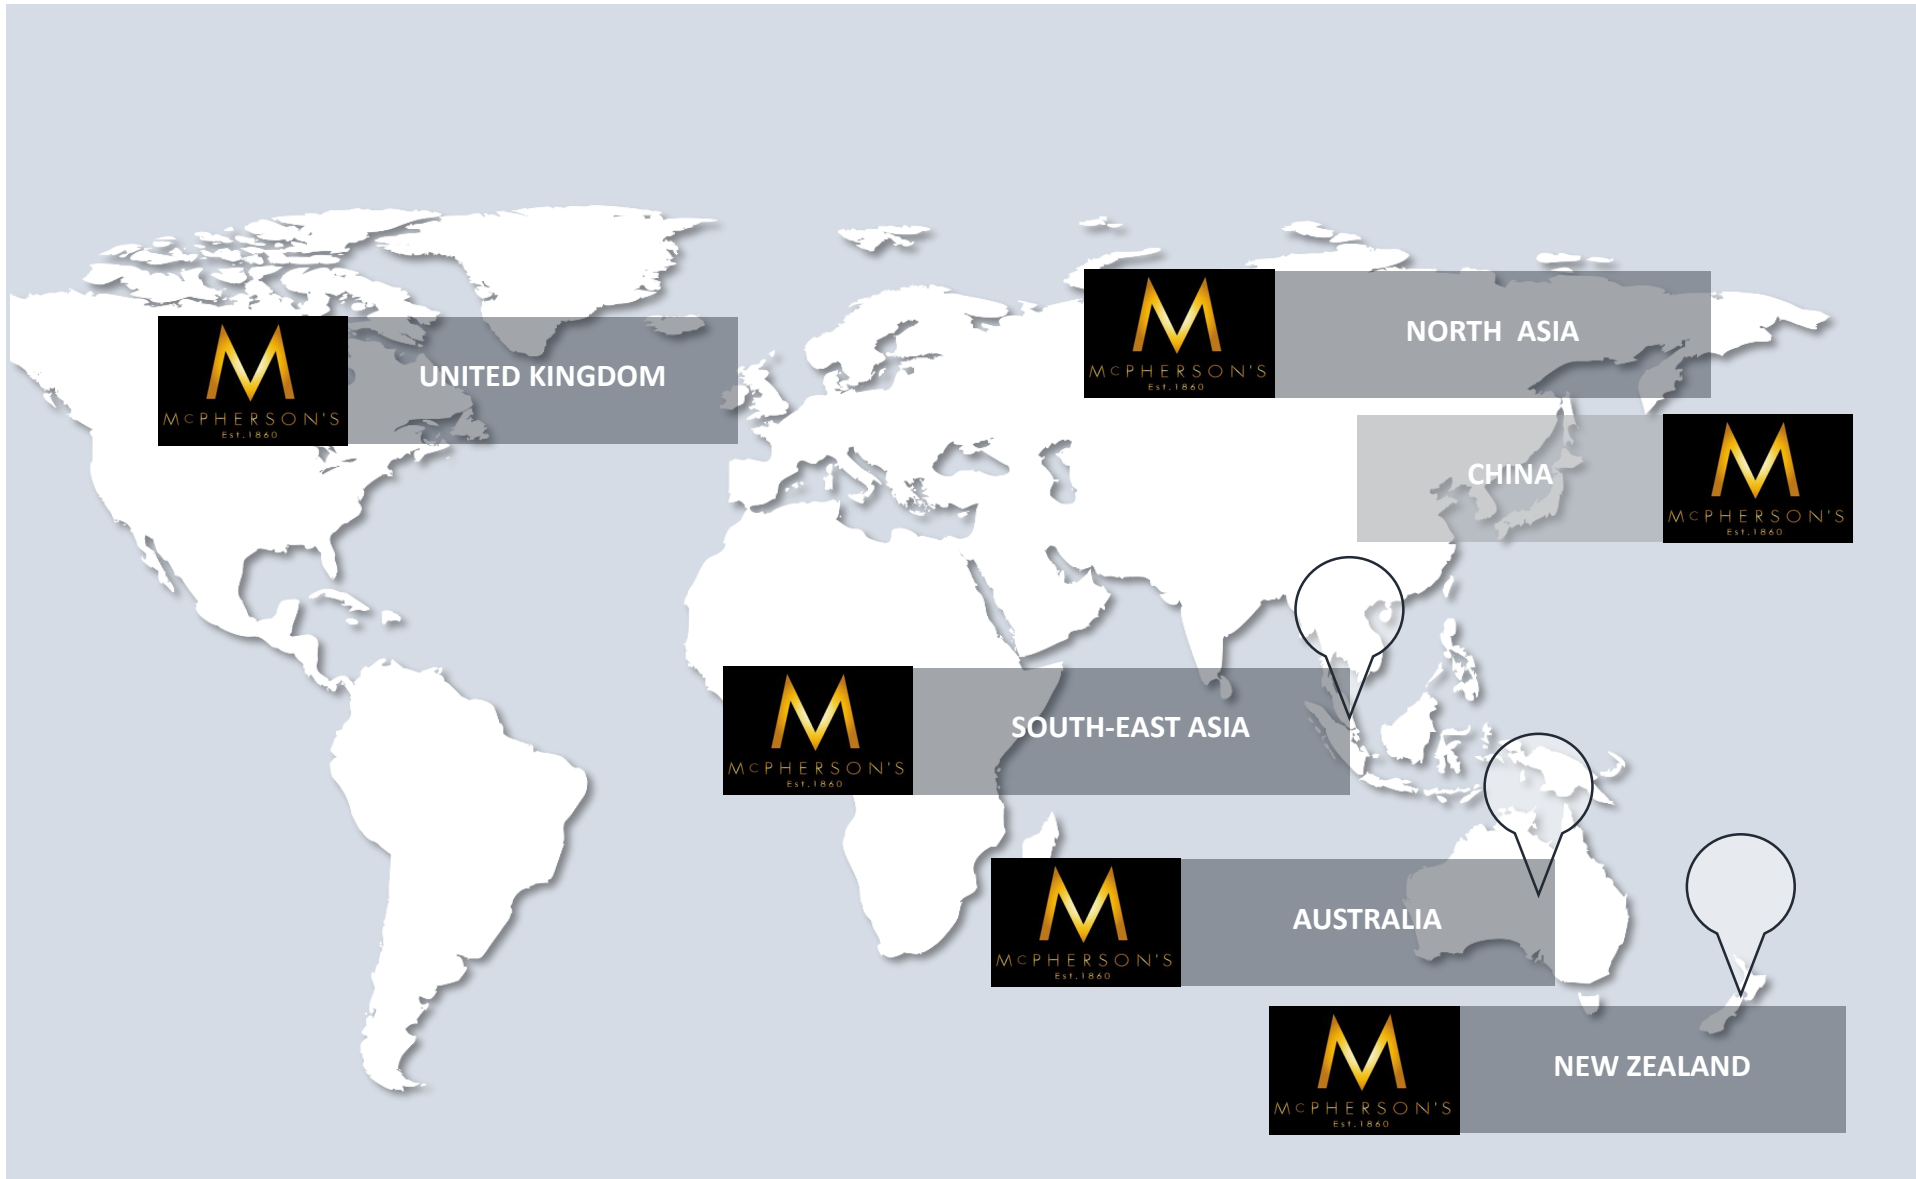 NORTH  ASIA
McPHERSON'S
Est.1860
UNITED KINGDOM
McPHERSON'S
Est.1860
CHINA
McPHERSON'S
Est.1860
SOUTH-EAST ASIA
McPHERSON'S
Est.1860
AUSTRALIA
McPHERSON'S
Est.1860
NEW ZEALAND
McPHERSON'S
Est.1860